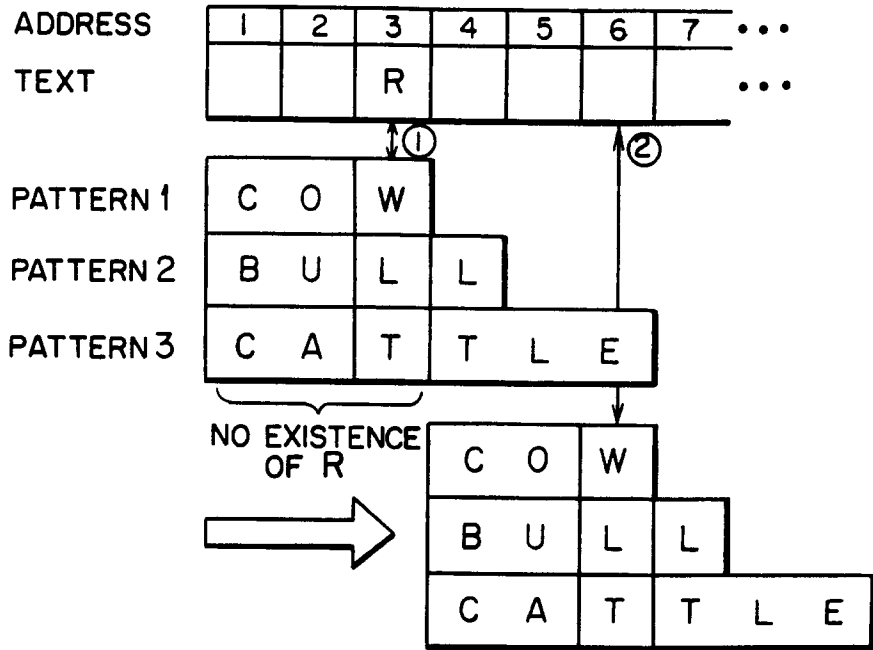 ADDRESS 1 2 3 4 5 6 7 •••
TEXT R •••
① ②
PATTERN 1 C O W
PATTERN 2 B U L L
PATTERN 3 C A T T L E
NO EXISTENCE
OF R
C O W
B U L L
C A T T L E